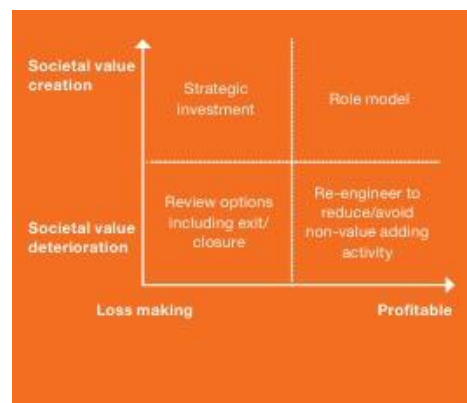 Societal value
creation
Strategic
investment
Role model
Societal value
deterioration
Review options
including exit/
closure
Re-engineer to
reduce/avoid
non-value adding
activity
Loss making
Profitable